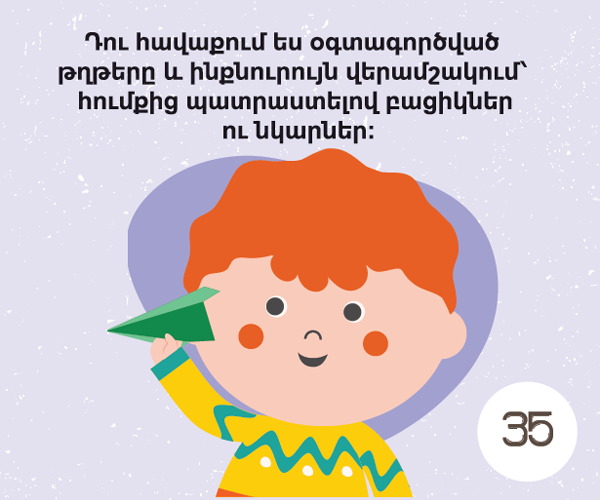 Դու հավաքում ես օգտագործված
թղթերը և ինքնուրույն վերամշակում՝
հումքից պատրաստելով բացիկներ
ու նկարներ:
35